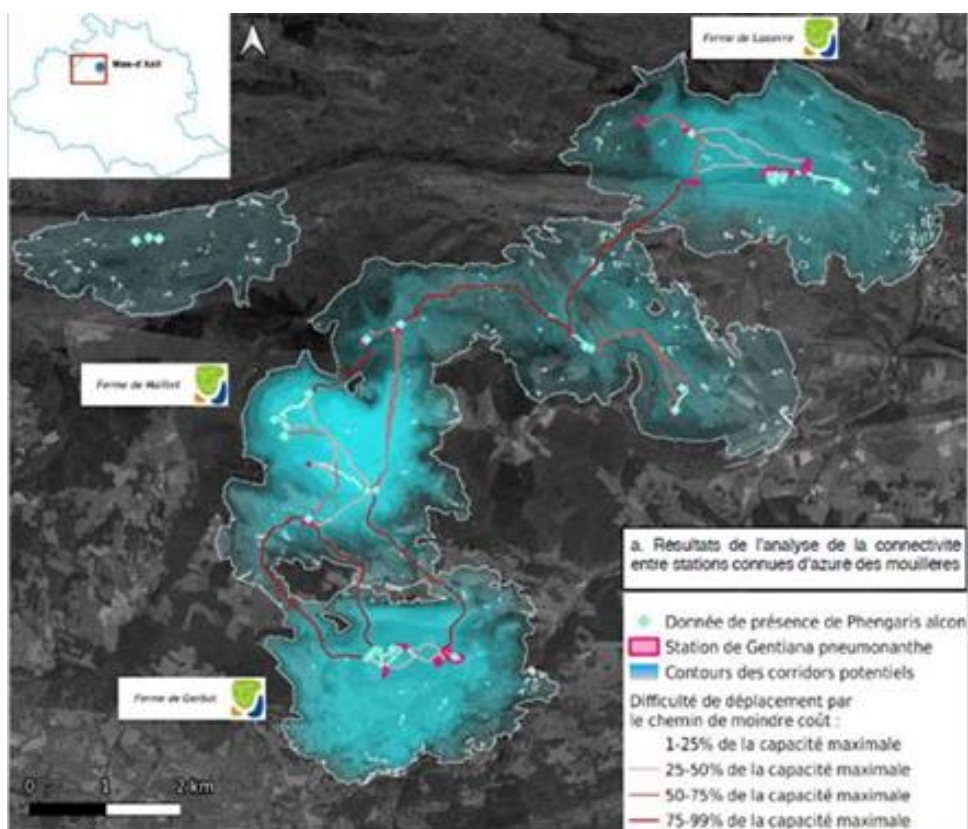 Mas-d'Azil
Ferme de Lasserre
Ferme de Maillet
Ferme de Gerbut
0 1 2 km
a. Résultats de l'analyse de la connectivité
entre stations connues d'azuré des mouillères
Donnée de présence de Phengaris alcon
Station de Gentiana pneumonanthe
Contours des corridors potentiels
Difficulté de déplacement par
le chemin de moindre coût :
1-25% de la capacité maximale
25-50% de la capacité maximale
50-75% de la capacité maximale
75-99% de la capacité maximale